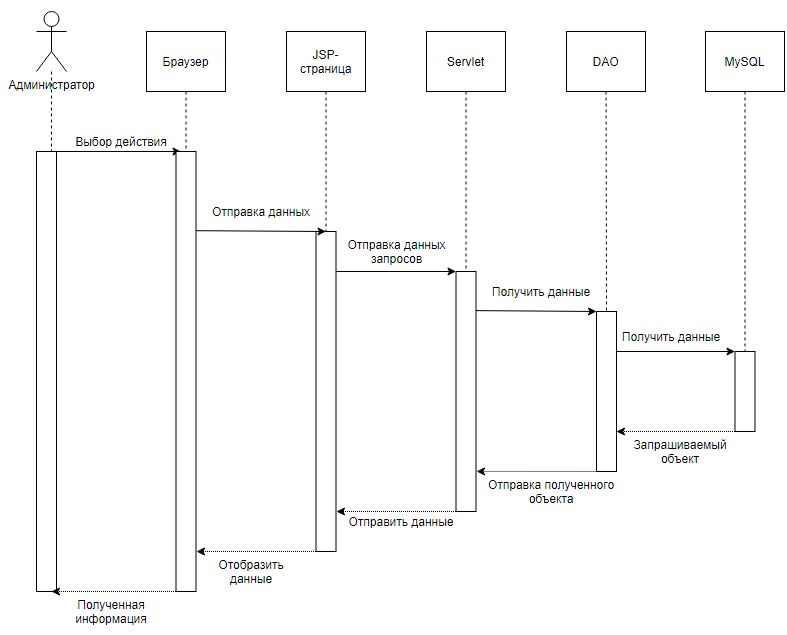 Администратор
Браузер
JSP-
страница
Servlet
DAO
MySQL
Выбор действия
Отправка данных
Отправка данных
запросов
Получить данные
Получить данные
Запрашиваемый
объект
Отправка полученного
объекта
Отправить данные
Отобразить
данные
Полученная
информация